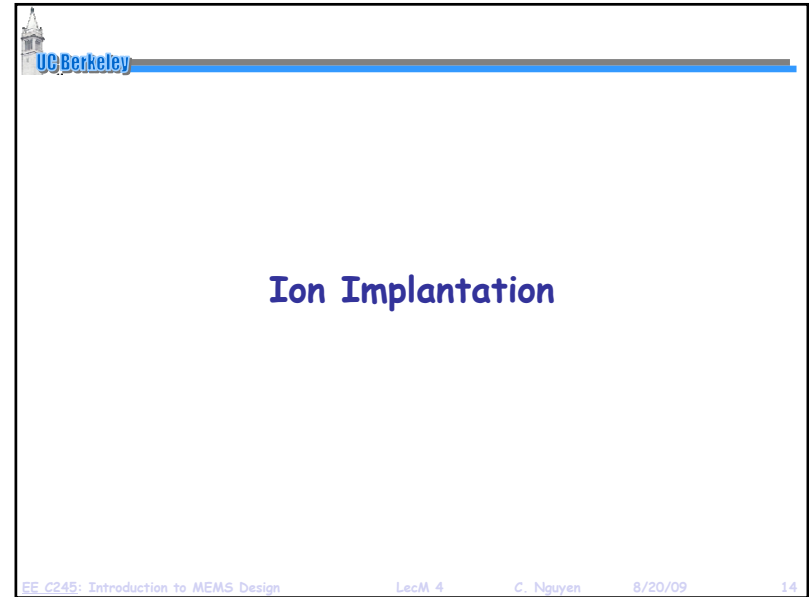 UC Berkeley
Ion Implantation
EE C245: Introduction to MEMS Design LecM 4 C. Nguyen 8/20/09 14